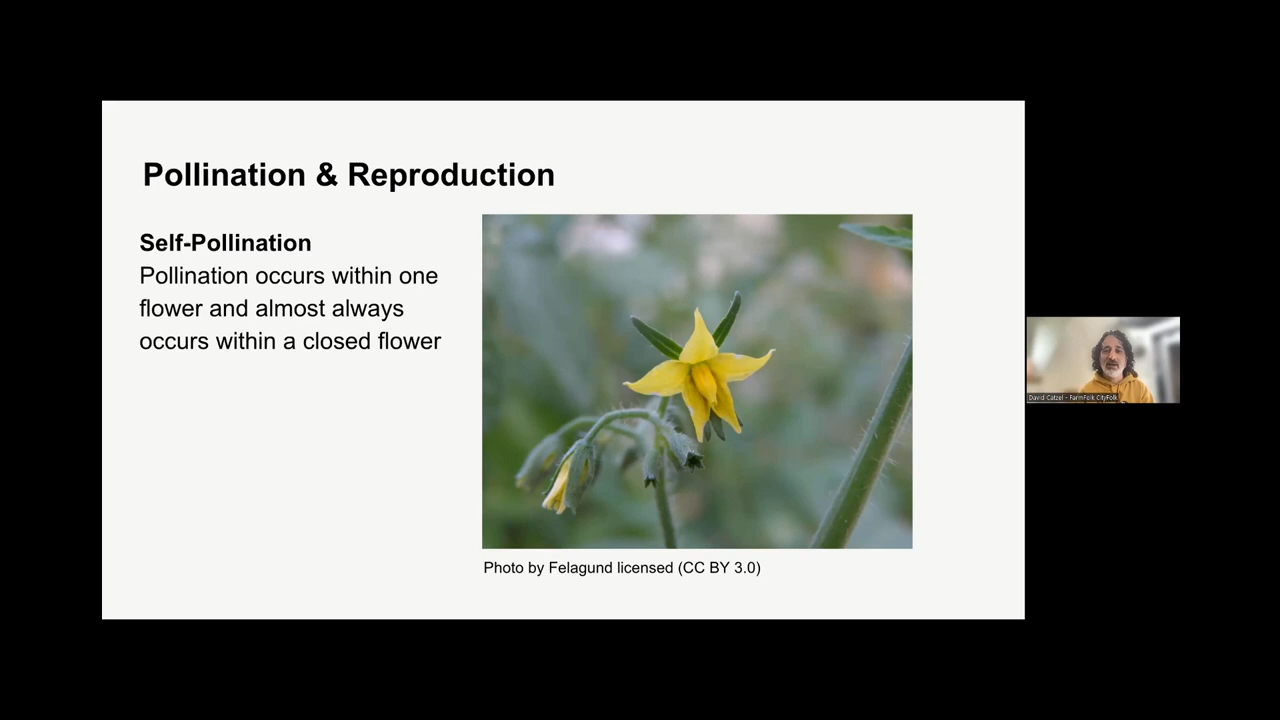 Pollination & Reproduction
Self-Pollination
Pollination occurs within one
flower and almost always
occurs within a closed flower
Photo by Felagund licensed (CC BY 3.0)
David Catzel - FarmFolk CityFolk